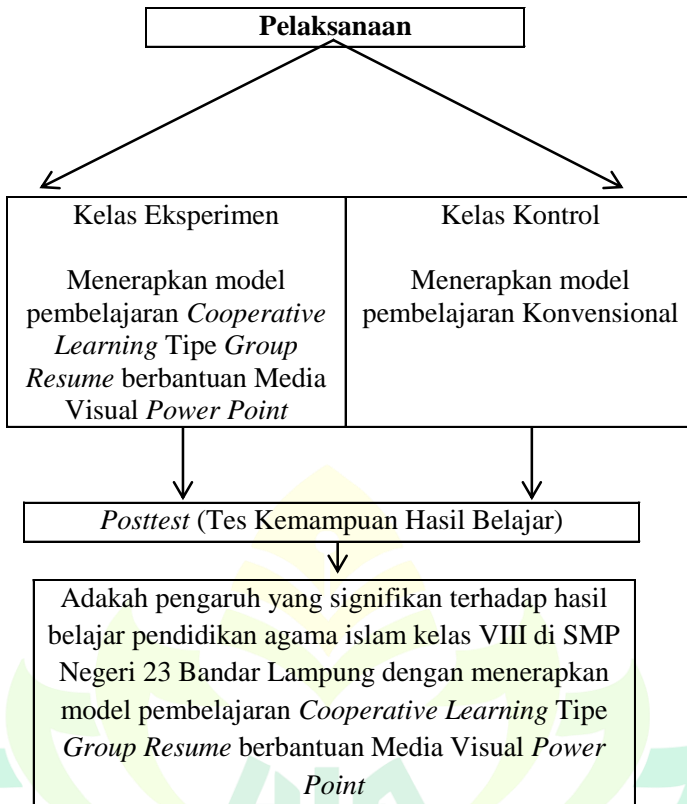 Pelaksanaan
Kelas Eksperimen
Menerapkan model
pembelajaran Cooperative
Learning Tipe Group
Resume berbantuan Media
Visual Power Point
Kelas Kontrol
Menerapkan model
pembelajaran Konvensional
Posttest (Tes Kemampuan Hasil Belajar)
Adakah pengaruh yang signifikan terhadap hasil
belajar pendidikan agama islam kelas VIII di SMP
Negeri 23 Bandar Lampung dengan menerapkan
model pembelajaran Cooperative Learning Tipe
Group Resume berbantuan Media Visual Power
Point